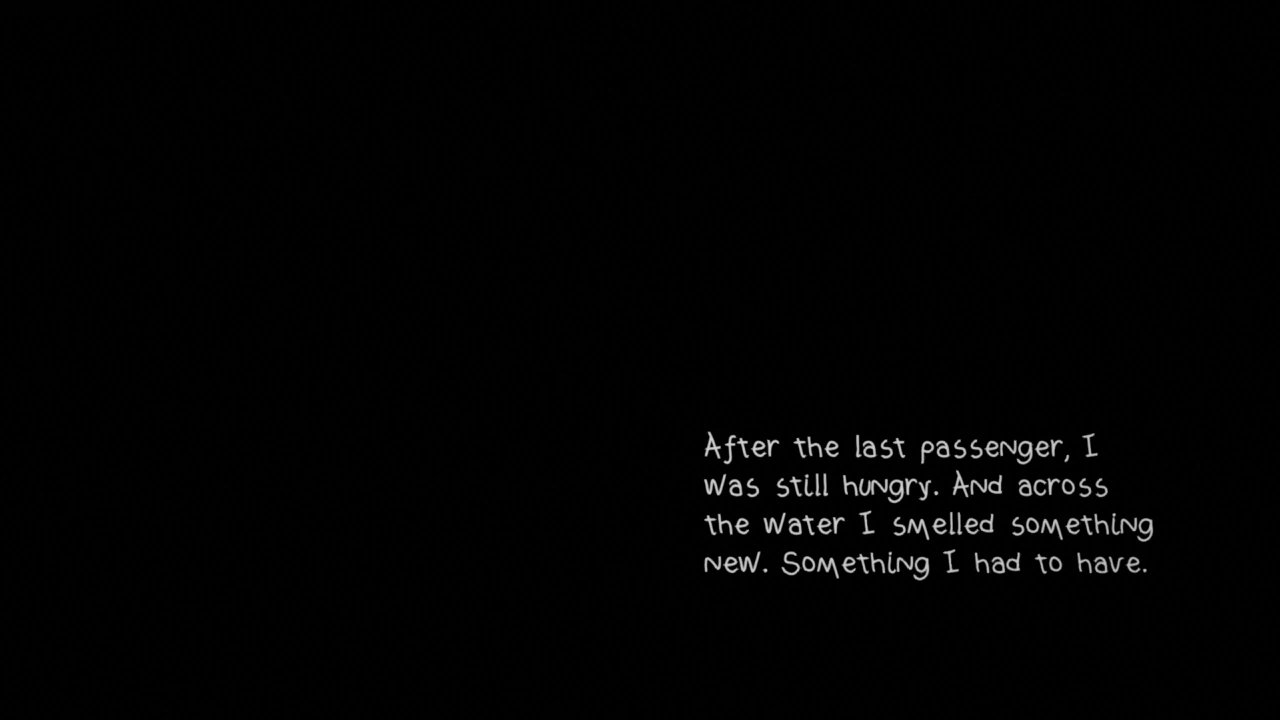 After the last passenger, I
was still hungry. And across
the water I smelled something
new. Something I had to have.